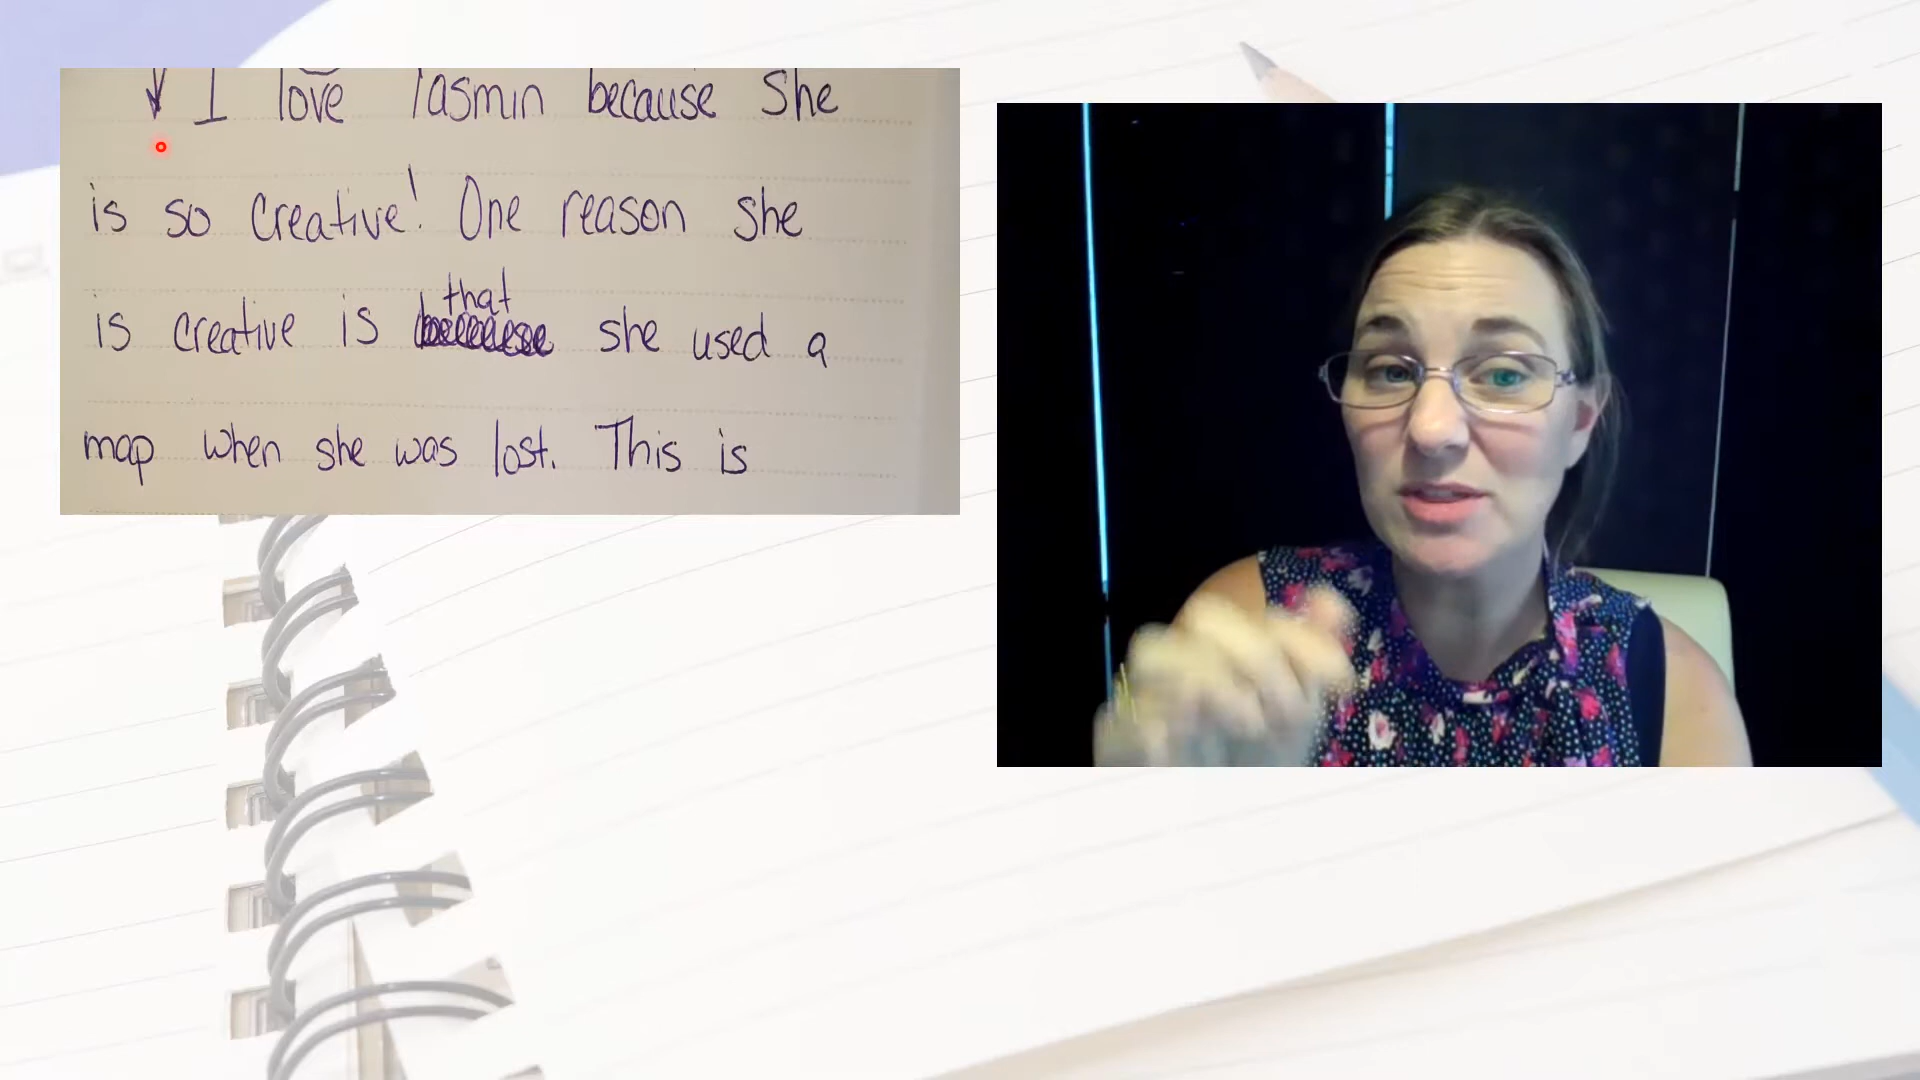 I love Yasmin because she
is so creative! One reason she
is creative is that she used a
map when she was lost. This is